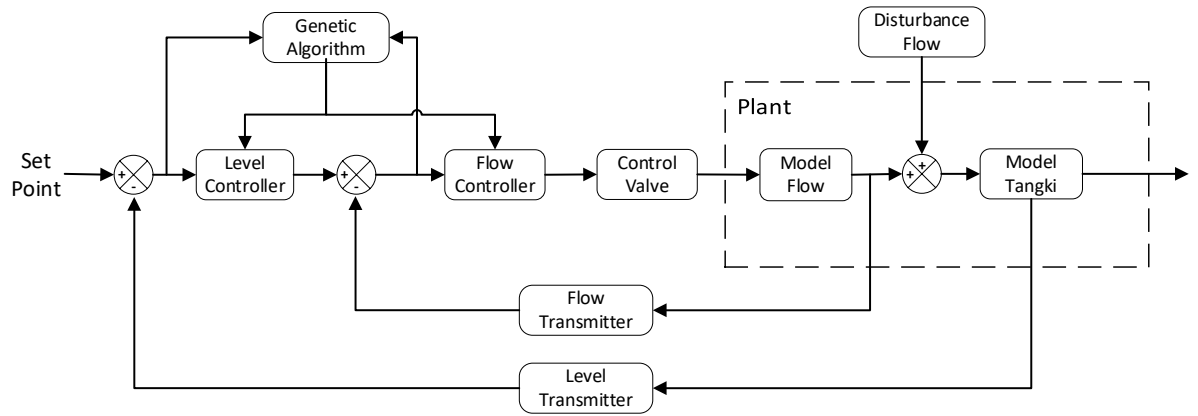 Genetic
Algorithm
Disturbance
Flow
Plant
Set
Point
+
-
Level
Controller
+
-
Flow
Controller
Control
Valve
Model
Flow
+
+
Model
Tangki
Flow
Transmitter
Level
Transmitter